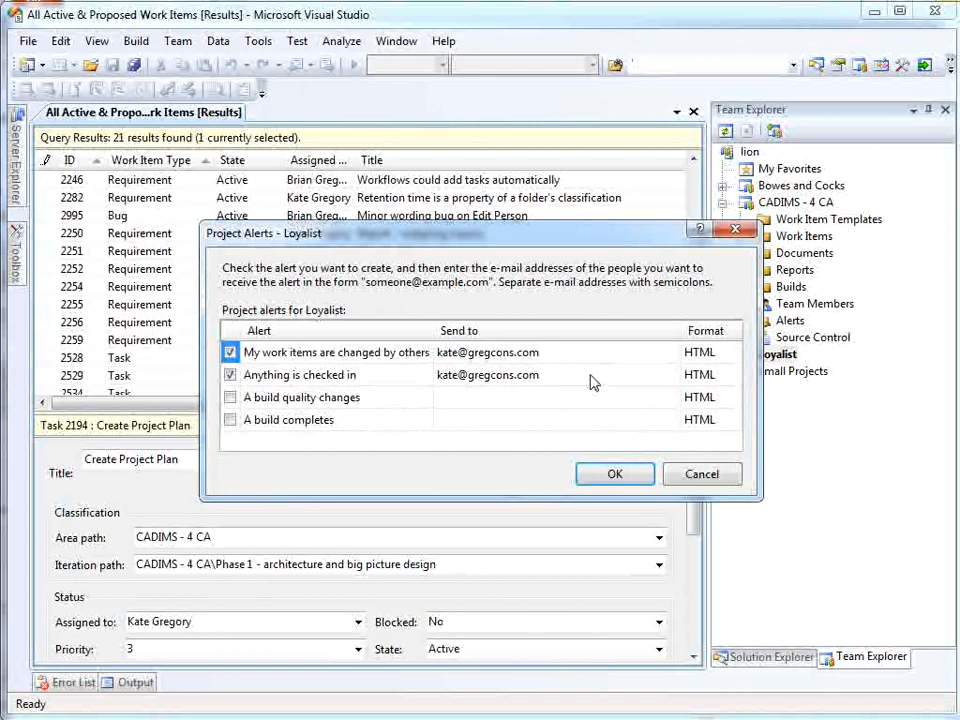 All Active & Proposed Work Items [Results] - Microsoft Visual Studio
File Edit View Build Team Data Tools Test Analyze Window Help
All Active & Propo...rk Items [Results]
Query Results: 21 results found (1 currently selected).
ID Work Item Type State Assigned ... Title
2246 Requirement Active Brian Greg... Workflows could add tasks automatically
2282 Requirement Active Kate Gregory Retention time is a property of a folder's classification
2995 Bug Active Brian Greg... Minor wording bug on Edit Person
2250 Requirement
2251 Requirement
2252 Requirement
2254 Requirement
2255 Requirement
2256 Requirement
2259 Requirement
2528 Task
2529 Task
2534 Task
Task 2194 : Create Project Plan
Title: Create Project Plan
Classification
Area path: CADIMS - 4 CA
Iteration path: CADIMS - 4 CA\Phase 1 - architecture and big picture design
Status
Assigned to: Kate Gregory Blocked: No
Priority: 3 State: Active
Project Alerts - Loyalist
Check the alert you want to create, and then enter the e-mail addresses of the people you want to
receive the alert in the form "someone@example.com". Separate e-mail addresses with semicolons.
Project alerts for Loyalist:
Alert Send to Format
My work items are changed by others kate@gregcons.com HTML
Anything is checked in kate@gregcons.com HTML
A build quality changes HTML
A build completes HTML
OK Cancel
Team Explorer
lion
My Favorites
Bowes and Cocks
CADIMS - 4 CA
Work Item Templates
Work Items
Documents
Reports
Builds
Team Members
Alerts
Source Control
oyalist
mall Projects
Solution Explorer Team Explorer
Server Explorer
Toolbox
Error List Output
Ready